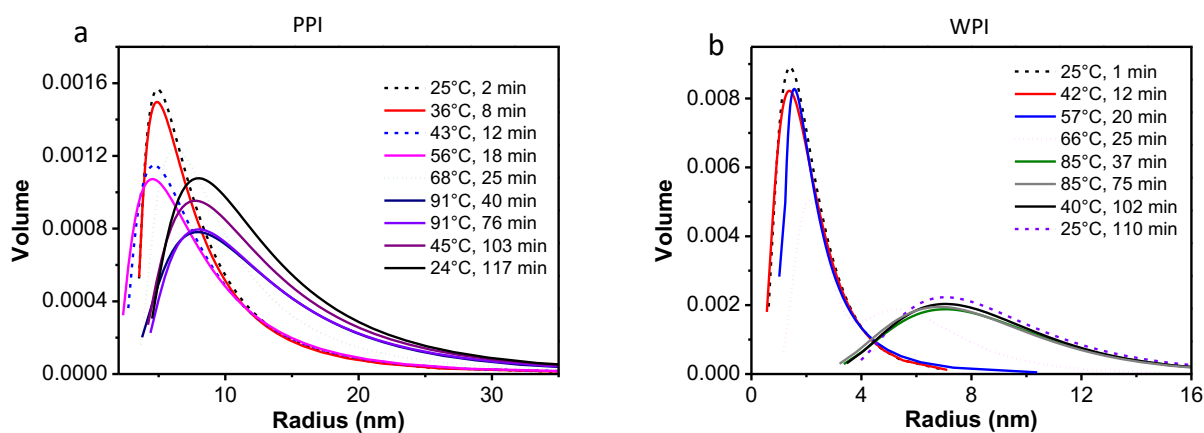 a
PPI
0.0016
0.0012
0.0008
0.0004
0.0000
Volume
25°C, 2 min
36°C, 8 min
43°C, 12 min
56°C, 18 min
68°C, 25 min
91°C, 40 min
91°C, 76 min
45°C, 103 min
24°C, 117 min
10
20
30
Radius (nm)
b
WPI
0.008
0.006
0.004
0.002
0.000
Volume
25°C, 1 min
42°C, 12 min
57°C, 20 min
66°C, 25 min
85°C, 37 min
85°C, 75 min
40°C, 102 min
25°C, 110 min
0
4
8
12
16
Radius (nm)